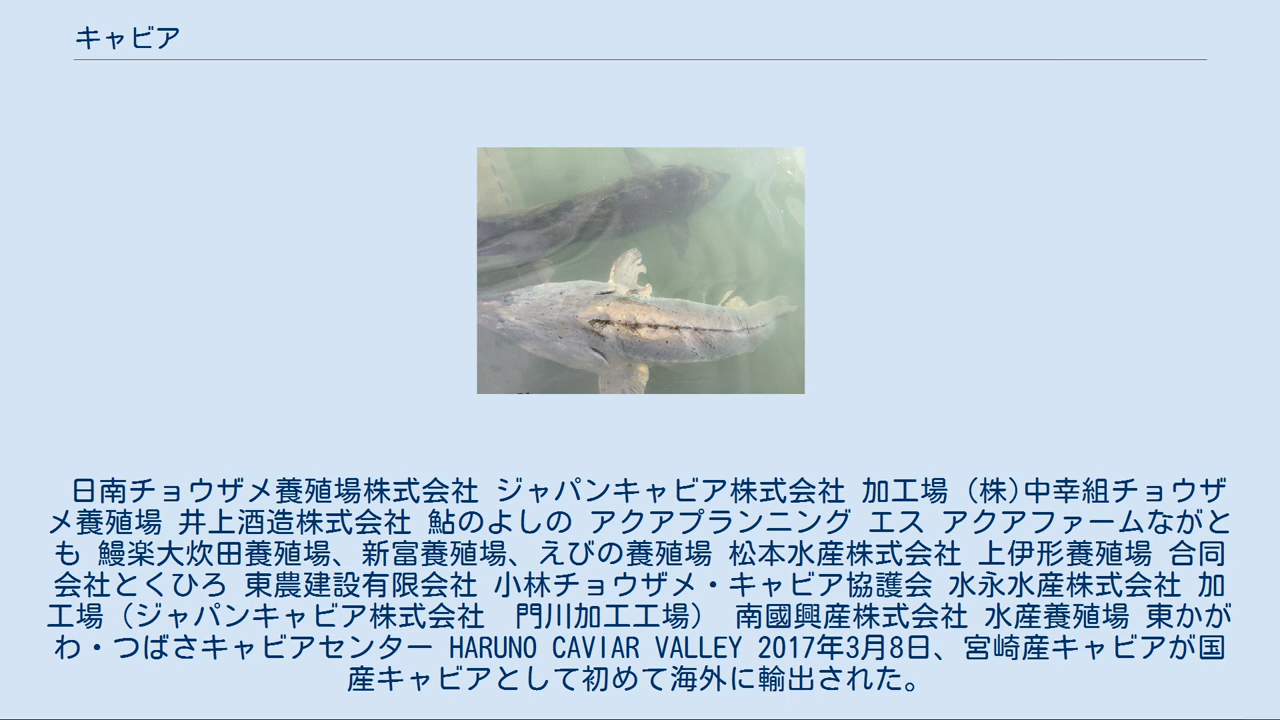 キャビア
日南チョウザメ養殖場株式会社 ジャパンキャビア株式会社 加工場 (株)中幸組チョウザ
メ養殖場 井上酒造株式会社 鮎のよしの アクアプランニング エス アクアファームながと
も 鰻楽大炊田養殖場、新富養殖場、えびの養殖場 松本水産株式会社 上伊形養殖場 合同
会社とくひろ 東農建設有限会社 小林チョウザメ・キャビア協護会 水永水産株式会社 加
工場（ジャパンキャビア株式会社　門川加工工場） 南國興産株式会社 水産養殖場 東かが
わ・つばさキャビアセンター HARUNO CAVIAR VALLEY 2017年3月8日、宮崎産キャビアが国
産キャビアとして初めて海外に輸出された。